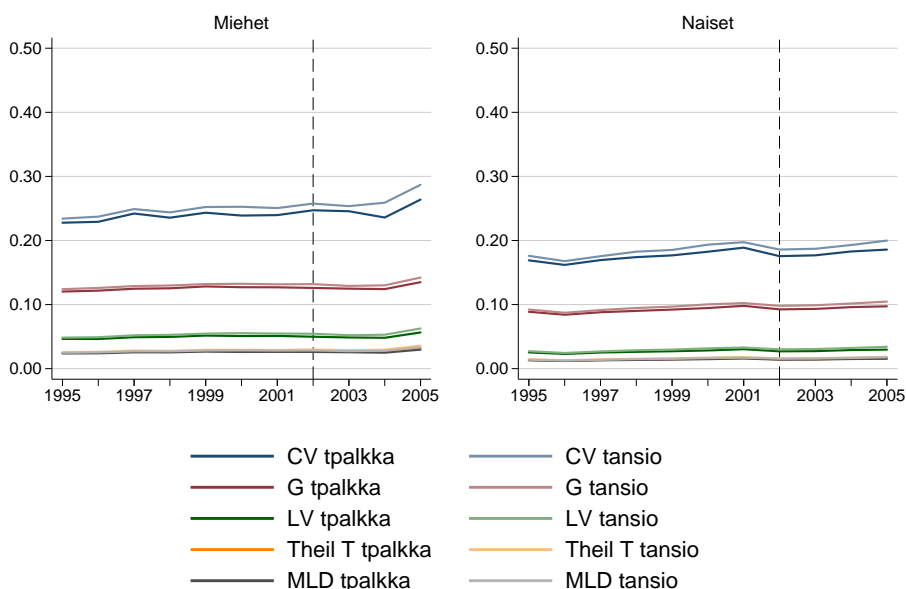 Miehet
Naiset
0.50
0.40
0.30
0.20
0.10
0.00
1995
1997
1999
2001
2003
2005
0.50
0.40
0.30
0.20
0.10
0.00
1995
1997
1999
2001
2003
2005
CV tpalkka
CV tansio
G tpalkka
G tansio
LV tpalkka
LV tansio
Theil T tpalkka
Theil T tansio
MLD tpalkka
MLD tansio